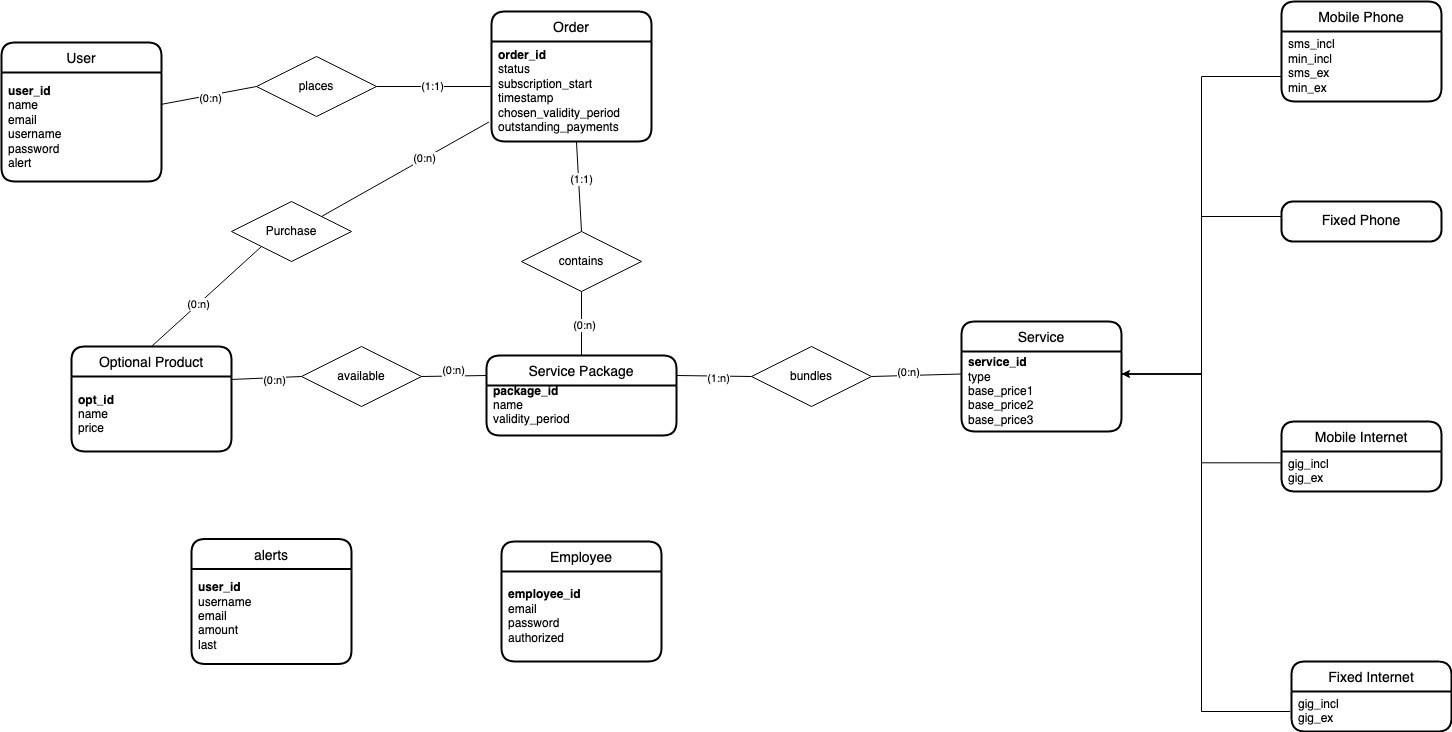 User
user_id
name
email
username
password
alert
(0:n)
places
(1:1)
Order
order_id
status
subscription_start
timestamp
chosen_validity_period
outstanding_payments
(0:n)
Purchase
(0:n)
(1:1)
contains
(0:n)
Optional Product
opt_id
name
price
(0:n)
available
(0:n)
Service Package
package_id
name
validity_period
(1:n)
bundles
(0:n)
Service
service_id
type
base_price1
base_price2
base_price3
Mobile Phone
sms_incl
min_incl
sms_ex
min_ex
Fixed Phone
Mobile Internet
gig_incl
gig_ex
Fixed Internet
gig_incl
gig_ex
alerts
user_id
username
email
amount
last
Employee
employee_id
email
password
authorized